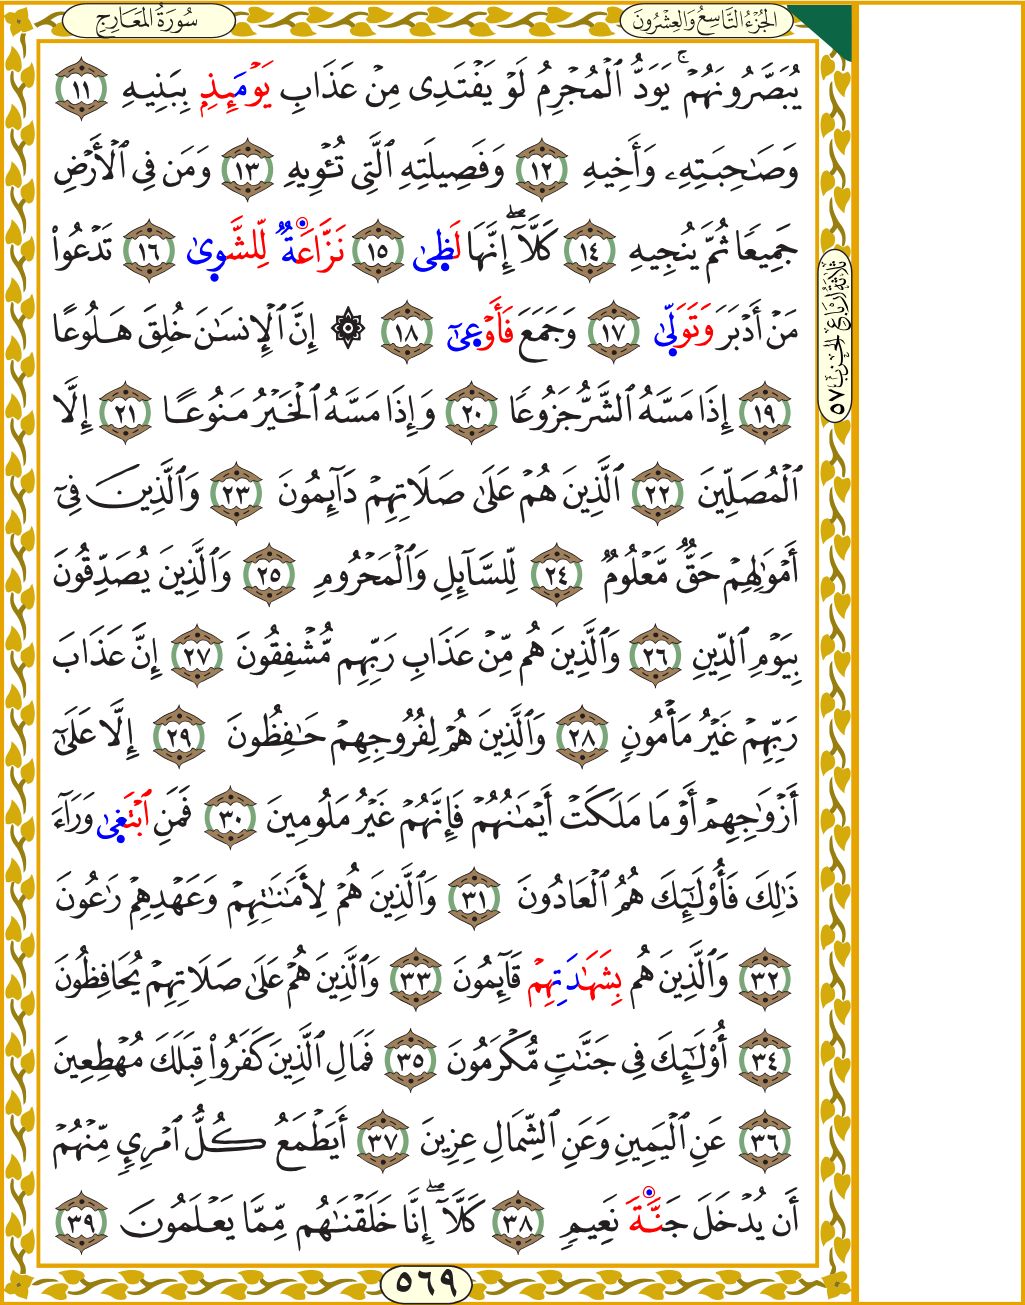 سُورَةُ الْمَعَارِجِ
الجُزْءُ التَّاسِعُ وَالعِشْرُونَ
يُبَصَّرُونَهُمْۚ يَوَدُّ ٱلْمُجْرِمُ لَوْ يَفْتَدِى مِنْ عَذَابِ يَوْمَئِذِۭ بِبَنِيهِ ١١
وَصَٰحِبَتِهِۦ وَأَخِيهِ ١٢ وَفَصِيلَتِهِ ٱلَّتِى تُـْٔوِيهِ ١٣ وَمَن فِى ٱلْأَرْضِ
جَمِيعًا ثُمَّ يُنجِيهِ ١٤ كَلَّآۖ إِنَّهَا لَظَىٰ ١٥ نَزَّاعَةٌ لِّلشَّوَىٰ ١٦ تَدْعُوا۟
مَنْ أَدْبَرَ وَتَوَلَّىٰ ١٧ وَجَمَعَ فَأَوْعَىٰٓ ١٨ ۞ إِنَّ ٱلْإِنسَٰنَ خُلِقَ هَلُوعًا
١٩ إِذَا مَسَّهُ ٱلشَّرُّ جَزُوعًا ٢٠ وَإِذَا مَسَّهُ ٱلْخَيْرُ مَنُوعًا ٢١ إِلَّا
ٱلْمُصَلِّينَ ٢٢ ٱلَّذِينَ هُمْ عَلَىٰ صَلَاتِهِمْ دَآئِمُونَ ٢٣ وَٱلَّذِينَ فِىٓ
أَمْوَٰلِهِمْ حَقٌّ مَّعْلُومٌ ٢٤ لِّلسَّآئِلِ وَٱلْمَحْرُومِ ٢٥ وَٱلَّذِينَ يُصَدِّقُونَ
بِيَوْمِ ٱلدِّينِ ٢٦ وَٱلَّذِينَ هُم مِّنْ عَذَابِ رَبِّهِم مُّشْفِقُونَ ٢٧ إِنَّ عَذَابَ
رَبِّهِمْ غَيْرُ مَأْمُونٍ ٢٨ وَٱلَّذِينَ هُمْ لِفُرُوجِهِمْ حَٰفِظُونَ ٢٩ إِلَّا عَلَىٰٓ
أَزْوَٰجِهِمْ أَوْ مَا مَلَكَتْ أَيْمَٰنُهُمْ فَإِنَّهُمْ غَيْرُ مَلُومِينَ ٣٠ فَمَنِ ٱبْتَغَىٰ وَرَآءَ
ذَٰلِكَ فَأُو۟لَٰٓئِكَ هُمُ ٱلْعَادُونَ ٣١ وَٱلَّذِينَ هُمْ لِأَمَٰنَٰتِهِمْ وَعَهْدِهِمْ رَٰعُونَ
٣٢ وَٱلَّذِينَ هُم بِشَهَٰدَتِهِمْ قَآئِمُونَ ٣٣ وَٱلَّذِينَ هُمْ عَلَىٰ صَلَاتِهِمْ يُحَافِظُونَ
٣٤ أُو۟لَٰٓئِكَ فِى جَنَّٰتٍ مُّكْرَمُونَ ٣٥ فَمَالِ ٱلَّذِينَ كَفَرُوا۟ قِبَلَكَ مُهْطِعِينَ
٣٦ عَنِ ٱلْيَمِينِ وَعَنِ ٱلشِّمَالِ عِزِينَ ٣٧ أَيَطْمَعُ كُلُّ ٱمْرِئٍ مِّنْهُمْ
أَن يُدْخَلَ جَنَّةَ نَعِيمٍ ٣٨ كَلَّآۖ إِنَّا خَلَقْنَٰهُم مِّمَّا يَعْلَمُونَ ٣٩
ثَلَاثَةُ أَرْبَاعِ الحِزْب ٥٧
٥٦٩